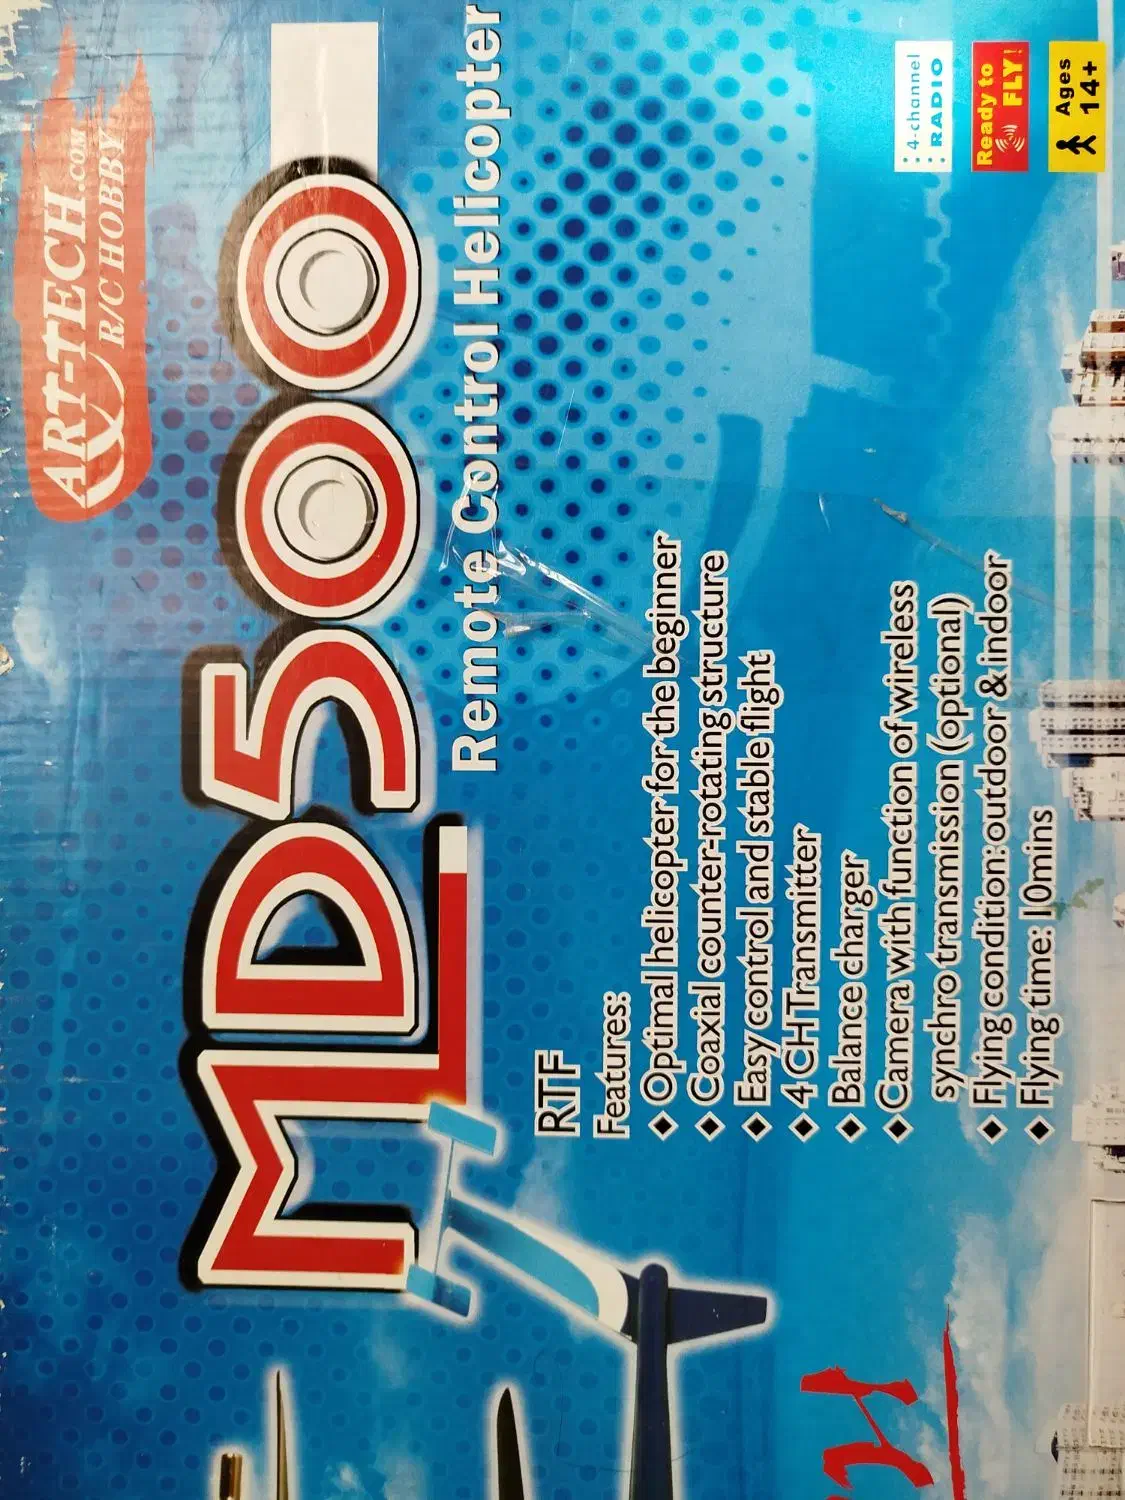 ART-TECH.COM
R/C HOBBY
MD500
Remote Control Helicopter
RTF
Features:
◆ Optimal helicopter for the beginner
◆ Coaxial counter-rotating structure
◆ Easy control and stable flight
◆ 4 CH Transmitter
◆ Balance charger
◆ Camera with function of wireless
synchro transmission (optional)
◆ Flying condition:outdoor & indoor
◆ Flying time: 10mins
4-channel
RADIO
Ready to
FLY!
Ages
14+